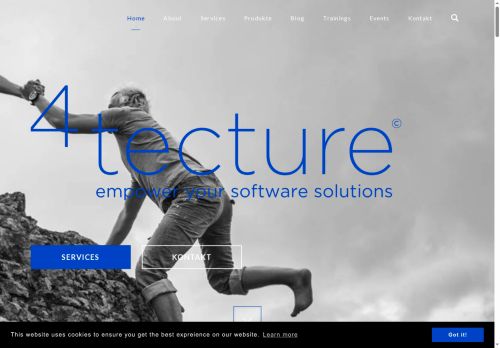 Home About Services Produkte Blog Trainings Events Kontakt
4tecture©
empower your software solutions
SERVICES KONTAKT
This website uses cookies to ensure you get the best expreience on our website. Learn more Got it!